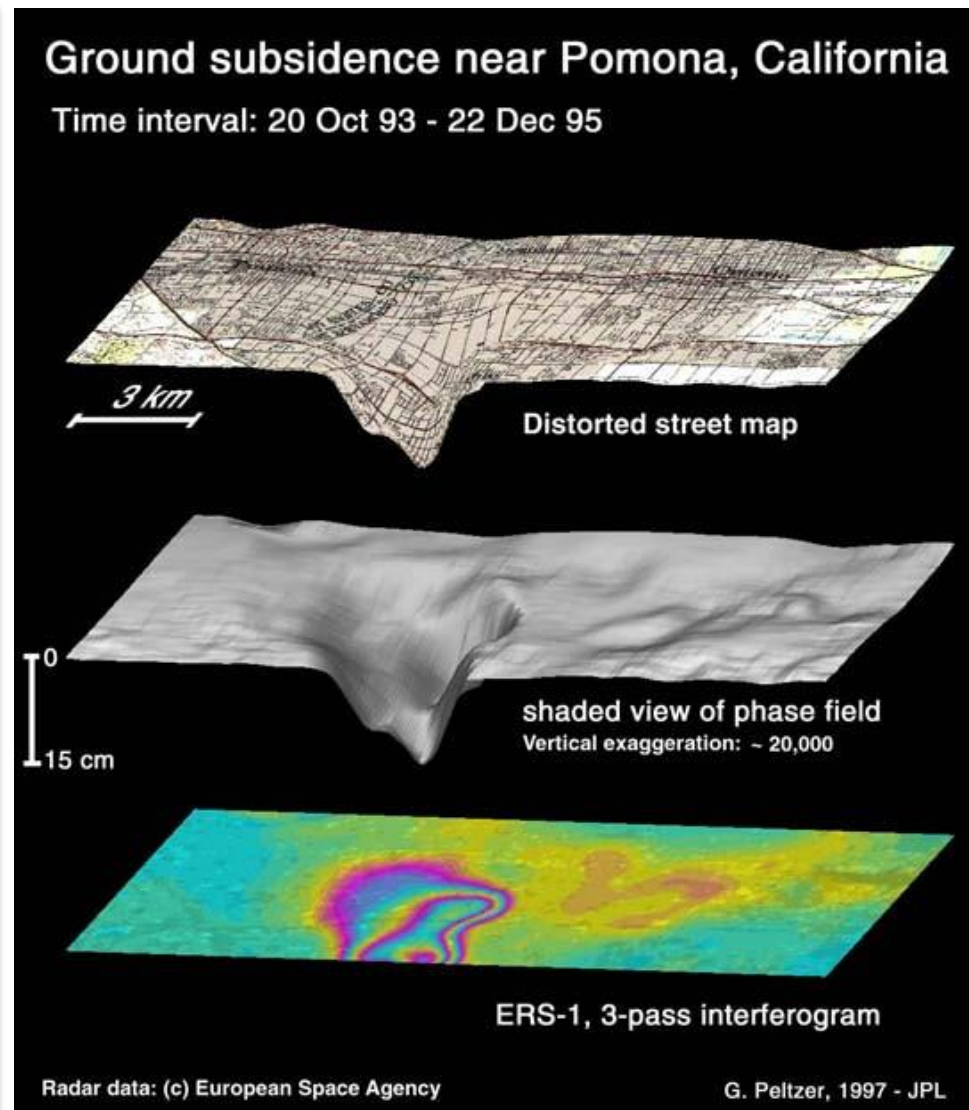 Ground subsidence near Pomona, California
Time interval: 20 Oct 93 - 22 Dec 95
Pomona
Ontario
3 km
Distorted street map
0
15 cm
shaded view of phase field
Vertical exaggeration: ~ 20,000
ERS-1, 3-pass interferogram
Radar data: (c) European Space Agency
G. Peltzer, 1997 - JPL